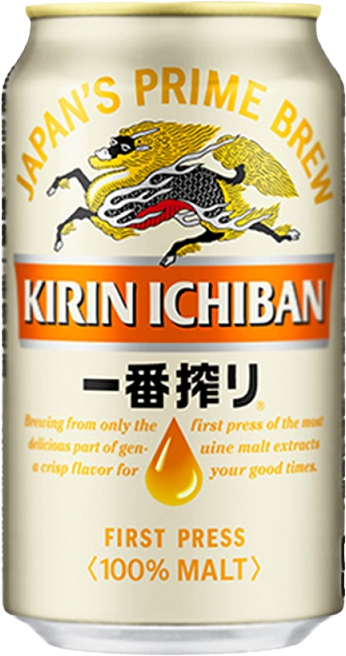 JAPAN'S PRIME BREW
KIRIN ICHIBAN
一番搾り®
Brewing from only the first press of the most
delicious part of gen- uine malt extracts
a crisp flavor for your good times.
FIRST PRESS
〈100% MALT〉